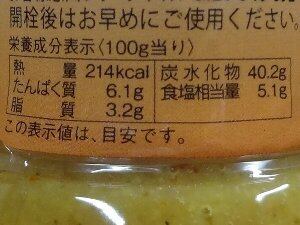 開栓後はお早めにご使用ください。
栄養成分表示(100g当り)
熱量 214kcal 炭水化物 40.2g
たんぱく質 6.1g 食塩相当量 5.1g
脂質 3.2g
この表示値は、目安です。